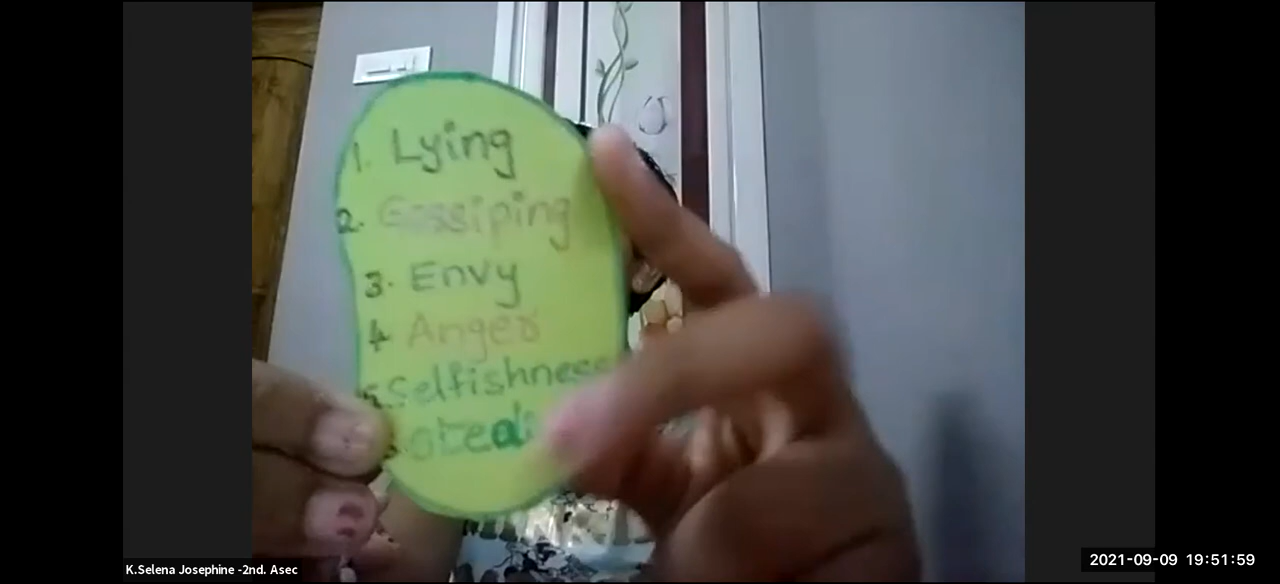 1. Lying
2. Gossiping
3. Envy
4 Anger
5 Selfishness
K.Selena Josephine -2nd. Asec
2021-09-09 19:51:59